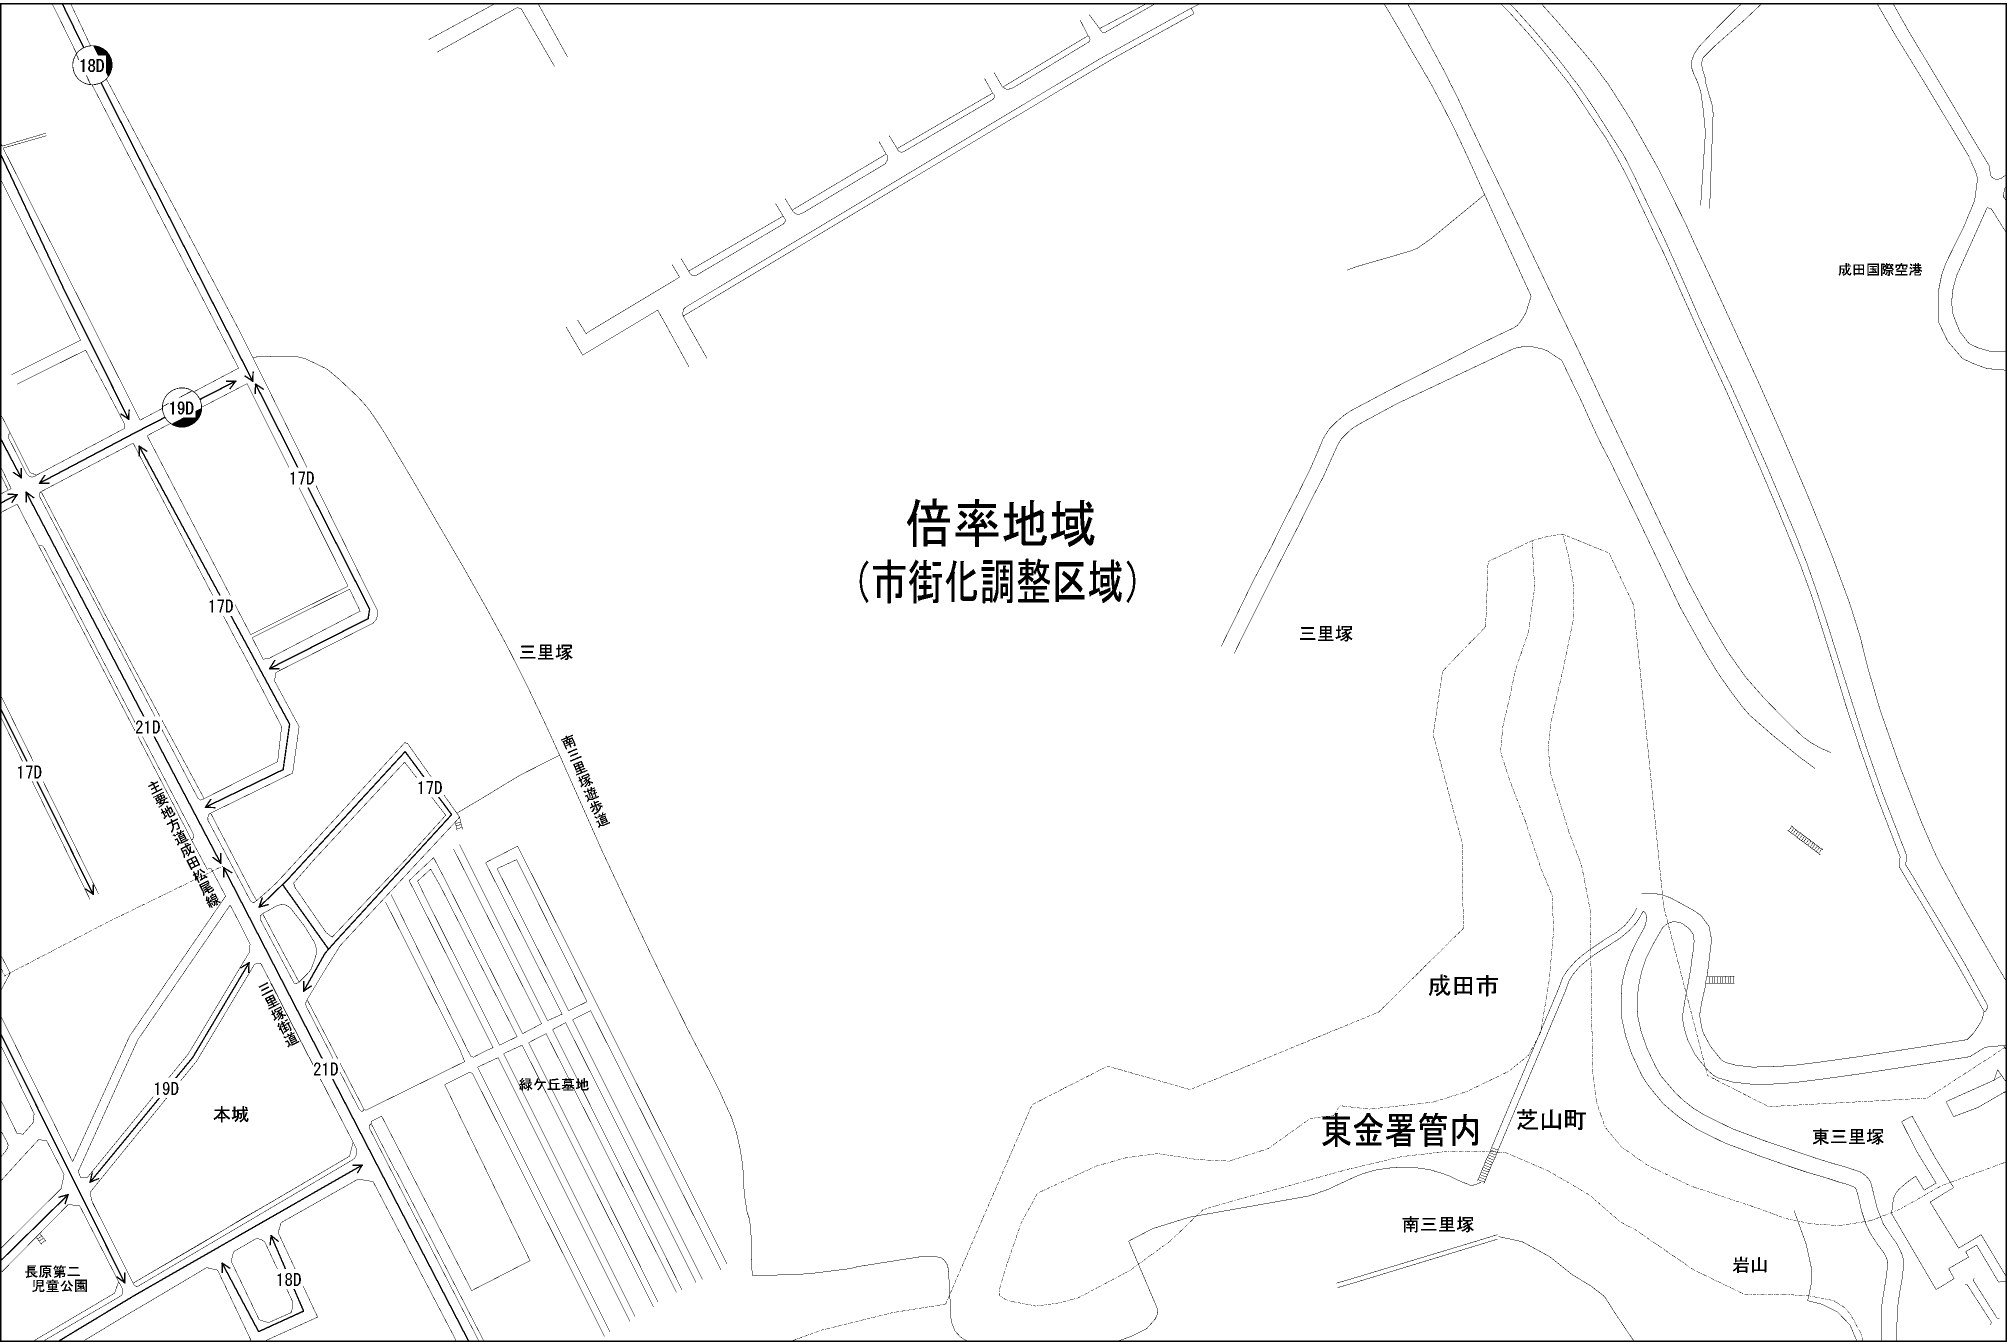 18D
成田国際空港
19D
17D
倍率地域
(市街化調整区域)
17D
三里塚
三里塚
21D
17D
南三里塚遊歩道
17D
主要地方道成田松尾線
成田市
三里塚街道
21D
19D
緑ケ丘墓地
本城
東金署管内
芝山町
東三里塚
南三里塚
岩山
長原第二
児童公園
18D